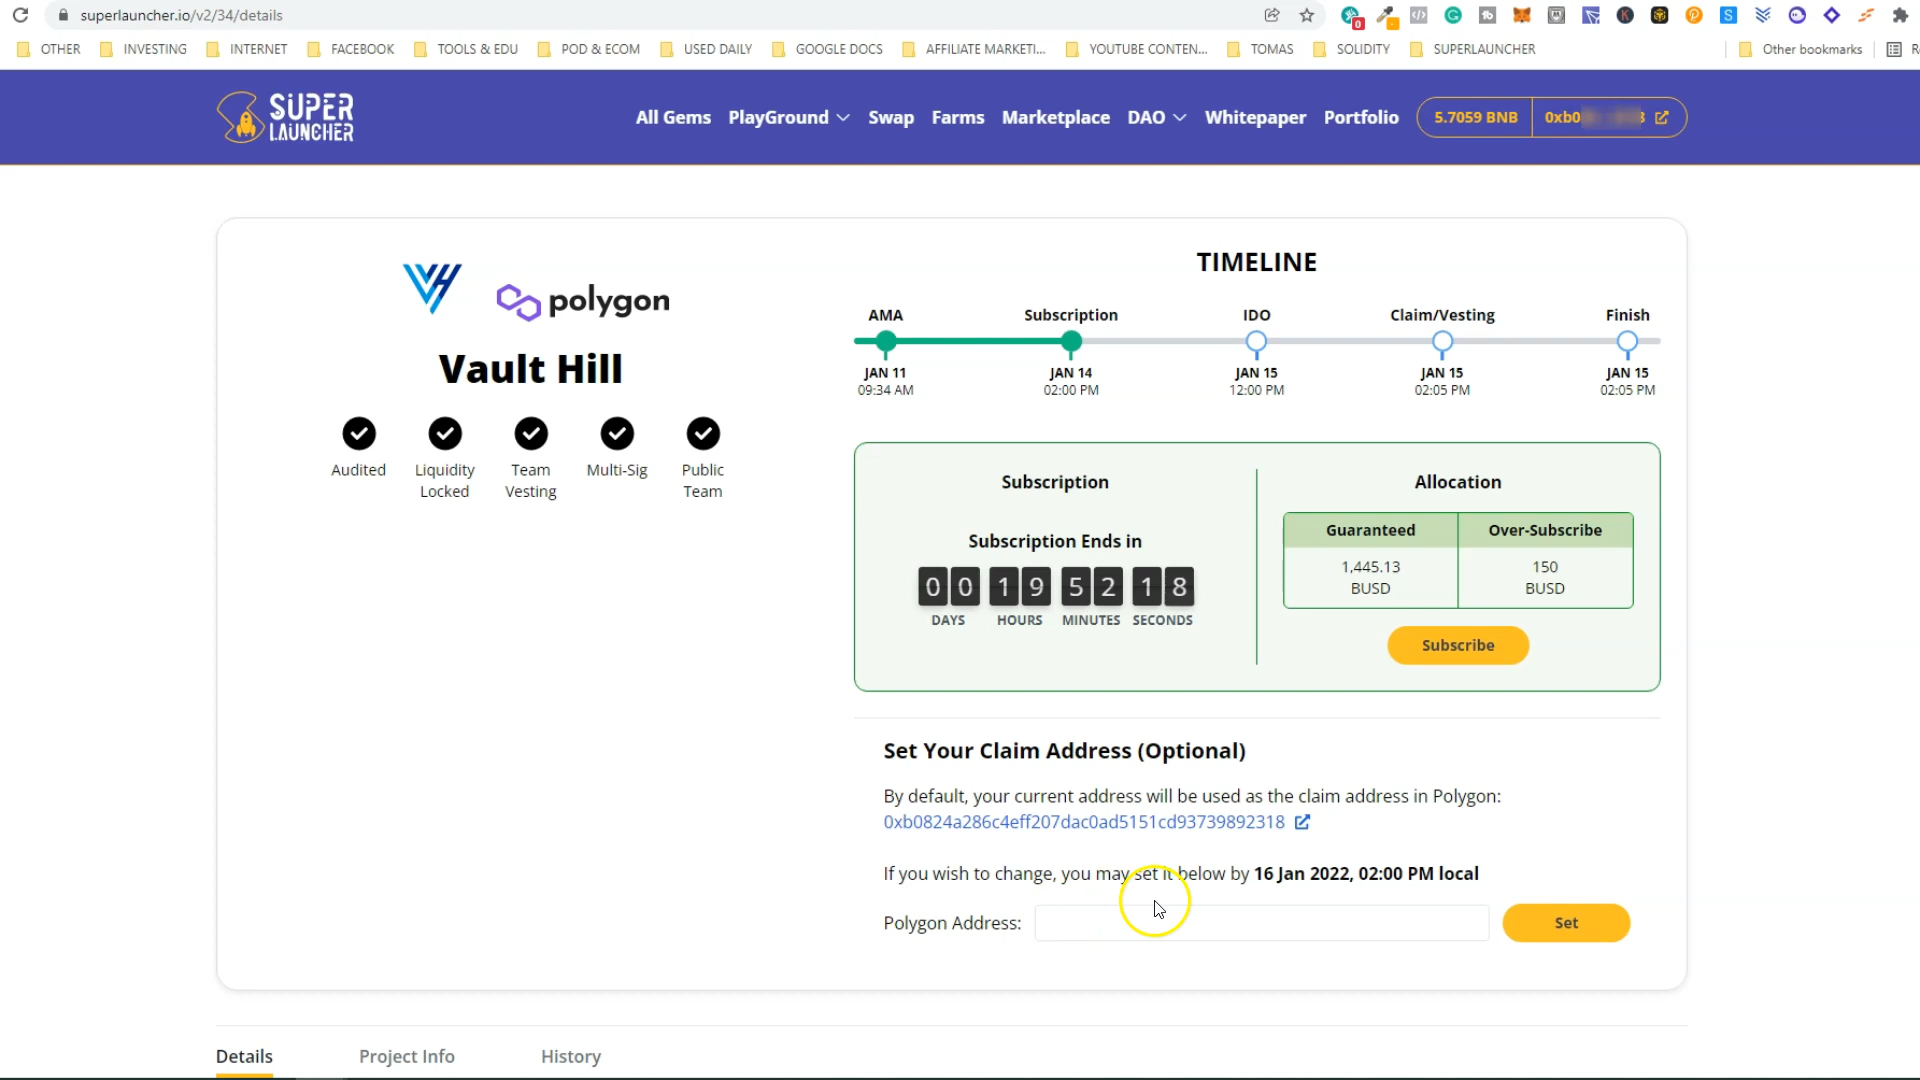 superlauncher.io/v2/34/details
OTHER INVESTING INTERNET FACEBOOK TOOLS & EDU POD & ECOM USED DAILY GOOGLE DOCS AFFILIATE MARKETI... YOUTUBE CONTEN... TOMAS SOLIDITY SUPERLAUNCHER Other bookmarks
SUPER
LAUNCHER
All Gems PlayGround Swap Farms Marketplace DAO Whitepaper Portfolio 5.7059 BNB 0xb0
TIMELINE
polygon
Vault Hill
Audited
Liquidity
Locked
Team
Vesting
Multi-Sig
Public
Team
AMA Subscription IDO Claim/Vesting Finish
JAN 11 JAN 14 JAN 15 JAN 15 JAN 15
09:34 AM 02:00 PM 12:00 PM 02:05 PM 02:05 PM
Subscription
Subscription Ends in
00 19 52 18
DAYS HOURS MINUTES SECONDS
Allocation
Guaranteed Over-Subscribe
1,445.13 150
BUSD BUSD
Subscribe
Set Your Claim Address (Optional)
By default, your current address will be used as the claim address in Polygon:
0xb0824a286c4eff207dac0ad5151cd93739892318
If you wish to change, you may set it below by 16 Jan 2022, 02:00 PM local
Polygon Address: Set
Details Project Info History